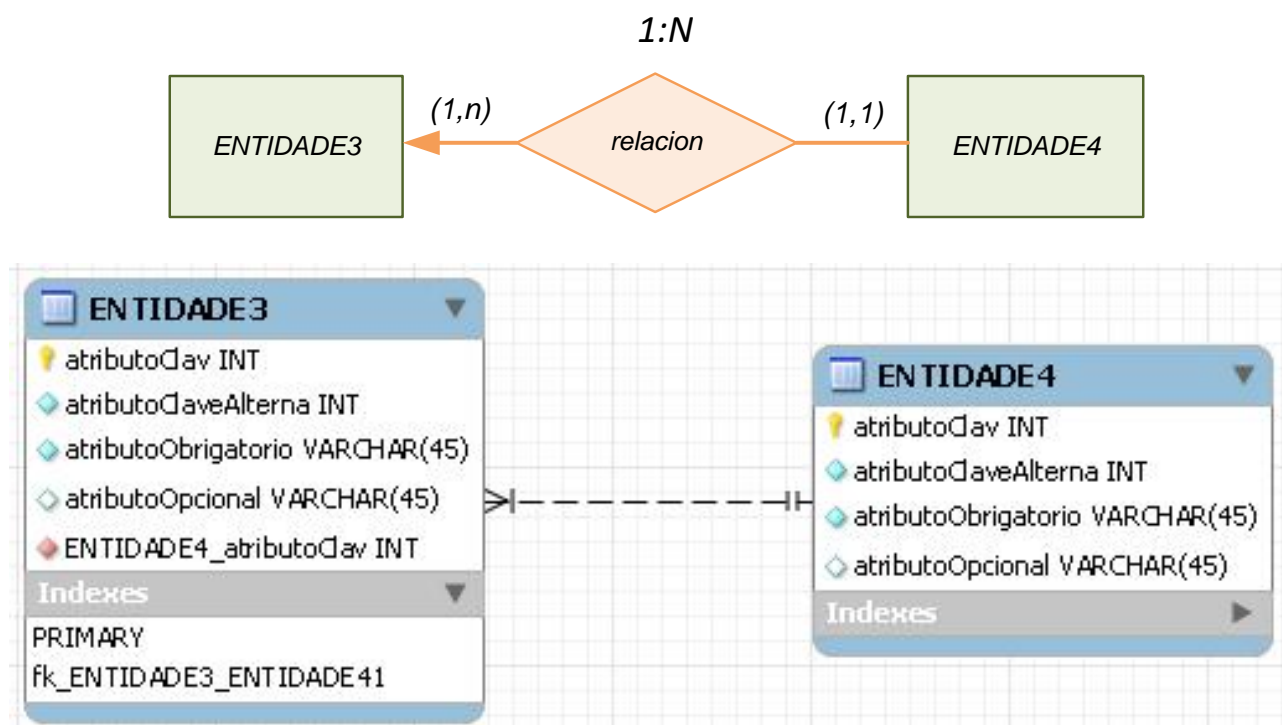 1:N
ENTIDADE3 (1,n) relacion (1,1) ENTIDADE4
ENTIDADE3
atributoClav INT
atributoClaveAlterna INT
atributoObrigatorio VARCHAR(45)
atributoOpcional VARCHAR(45)
ENTIDADE4_atributoClav INT
Indexes
PRIMARY
fk_ENTIDADE3_ENTIDADE41
ENTIDADE4
atributoClav INT
atributoClaveAlterna INT
atributoObrigatorio VARCHAR(45)
atributoOpcional VARCHAR(45)
Indexes